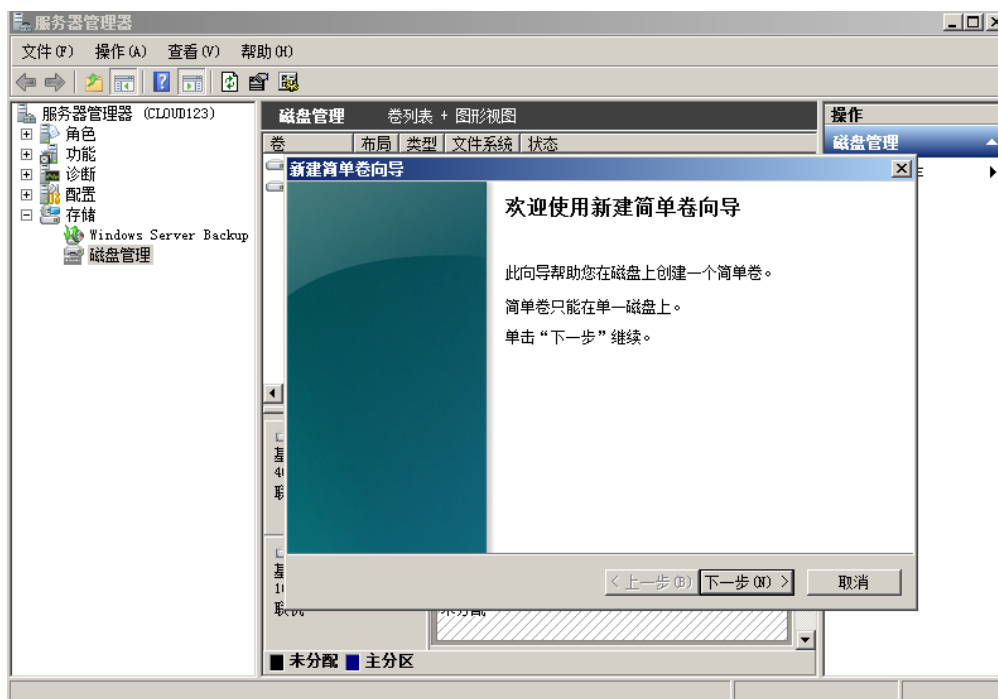 服务器管理器
文件(F) 操作(A) 查看(V) 帮助(H)
服务器管理器 (CLOUD123)
角色
功能
诊断
配置
存储
Windows Server Backup
磁盘管理
磁盘管理 卷列表 + 图形视图
卷 布局 类型 文件系统 状态
新建简单卷向导
欢迎使用新建简单卷向导
此向导帮助您在磁盘上创建一个简单卷。
简单卷只能在单一磁盘上。
单击“下一步”继续。
< 上一步(B) 下一步(N) > 取消
未分配 主分区
操作
磁盘管理